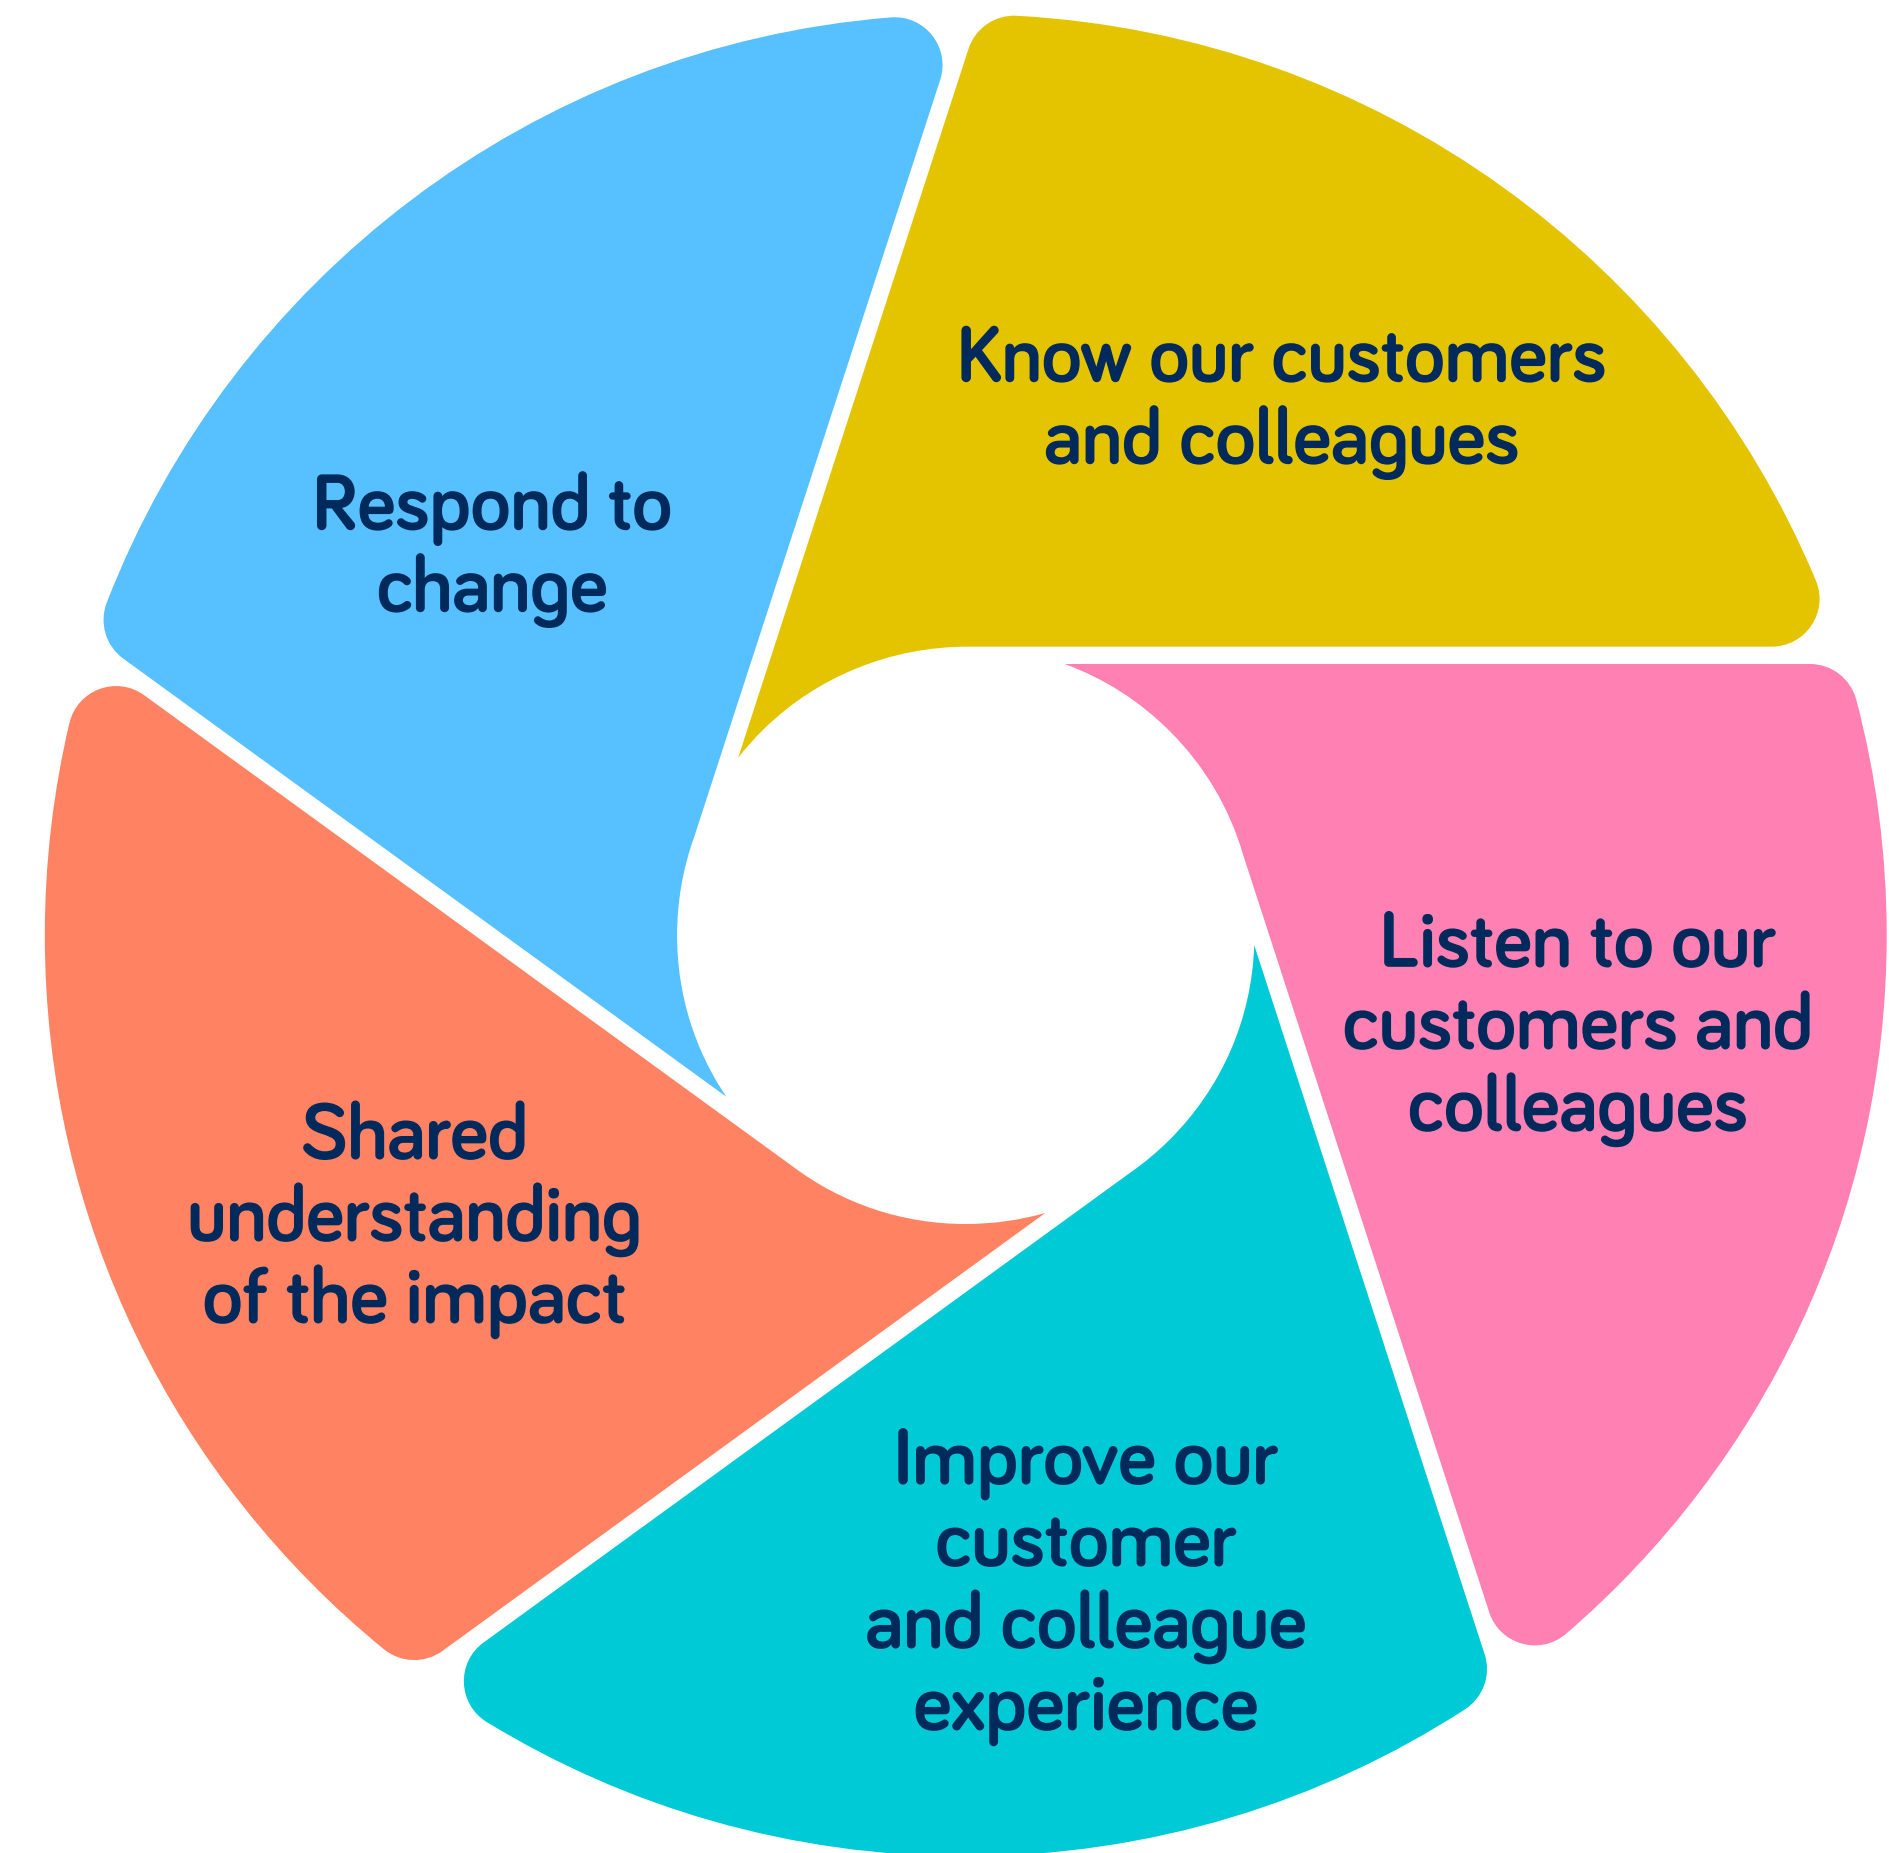 Know our customers
and colleagues
Listen to our
customers and
colleagues
Improve our
customer
and colleague
experience
Shared
understanding
of the impact
Respond to
change